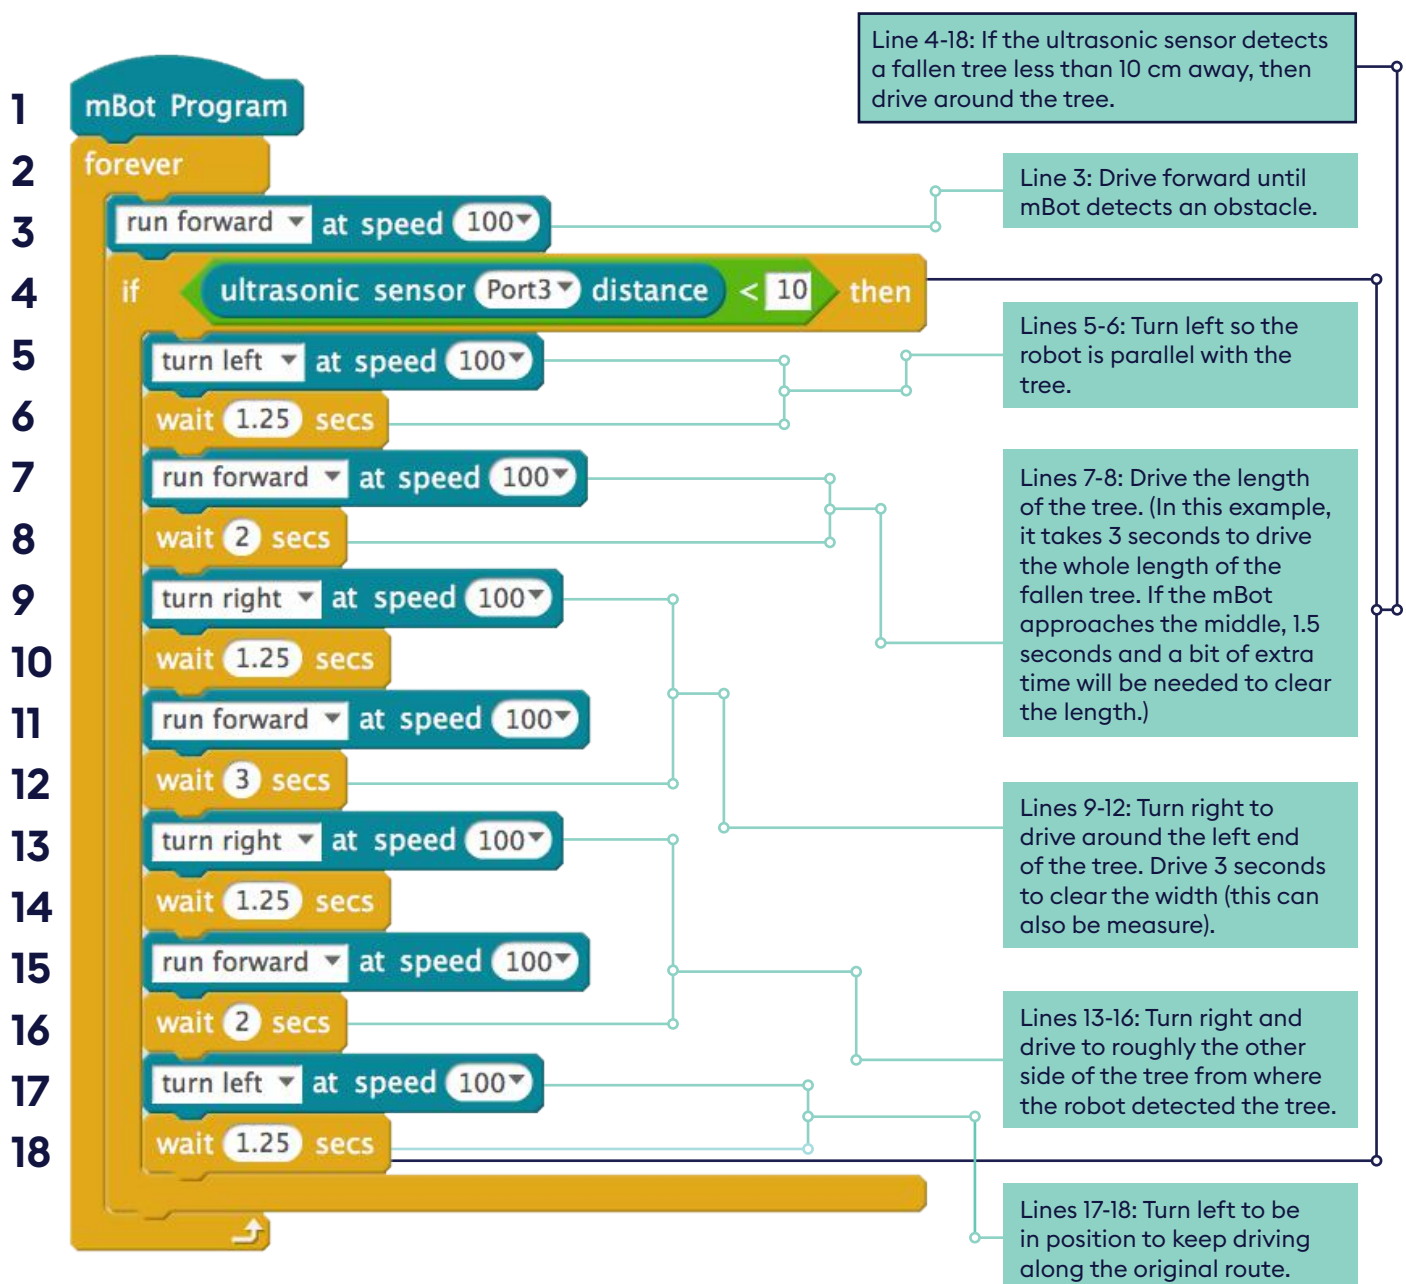 1 mBot Program
2 forever
3 run forward at speed 100
4 if ultrasonic sensor Port3 distance < 10 then
5 turn left at speed 100
6 wait 1.25 secs
7 run forward at speed 100
8 wait 2 secs
9 turn right at speed 100
10 wait 1.25 secs
11 run forward at speed 100
12 wait 3 secs
13 turn right at speed 100
14 wait 1.25 secs
15 run forward at speed 100
16 wait 2 secs
17 turn left at speed 100
18 wait 1.25 secs
Line 4-18: If the ultrasonic sensor detects
a fallen tree less than 10 cm away, then
drive around the tree.
Line 3: Drive forward until
mBot detects an obstacle.
Lines 5-6: Turn left so the
robot is parallel with the
tree.
Lines 7-8: Drive the length
of the tree. (In this example,
it takes 3 seconds to drive
the whole length of the
fallen tree. If the mBot
approaches the middle, 1.5
seconds and a bit of extra
time will be needed to clear
the length.)
Lines 9-12: Turn right to
drive around the left end
of the tree. Drive 3 seconds
to clear the width (this can
also be measure).
Lines 13-16: Turn right and
drive to roughly the other
side of the tree from where
the robot detected the tree.
Lines 17-18: Turn left to be
in position to keep driving
along the original route.